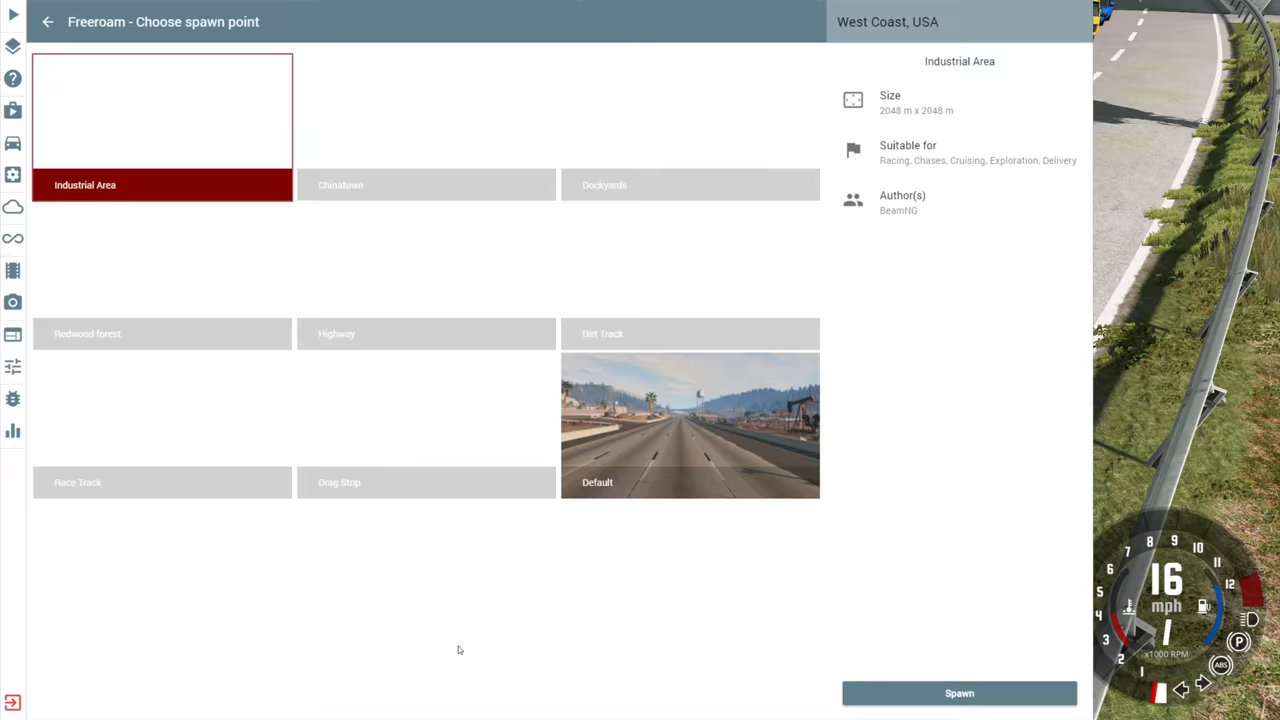 Freeroam - Choose spawn point
West Coast, USA
Industrial Area
Chinatown
Dockyards
Redwood forest
Highway
Dirt Track
Race Track
Drag Strip
Default
Industrial Area
Size
2048 m x 2048 m
Suitable for
Racing, Chases, Cruising, Exploration, Delivery
Author(s)
BeamNG
Spawn
1
2
3
4
5
6
7
8
9
10
11
12
16
mph
1
x1000 RPM
P
ABS